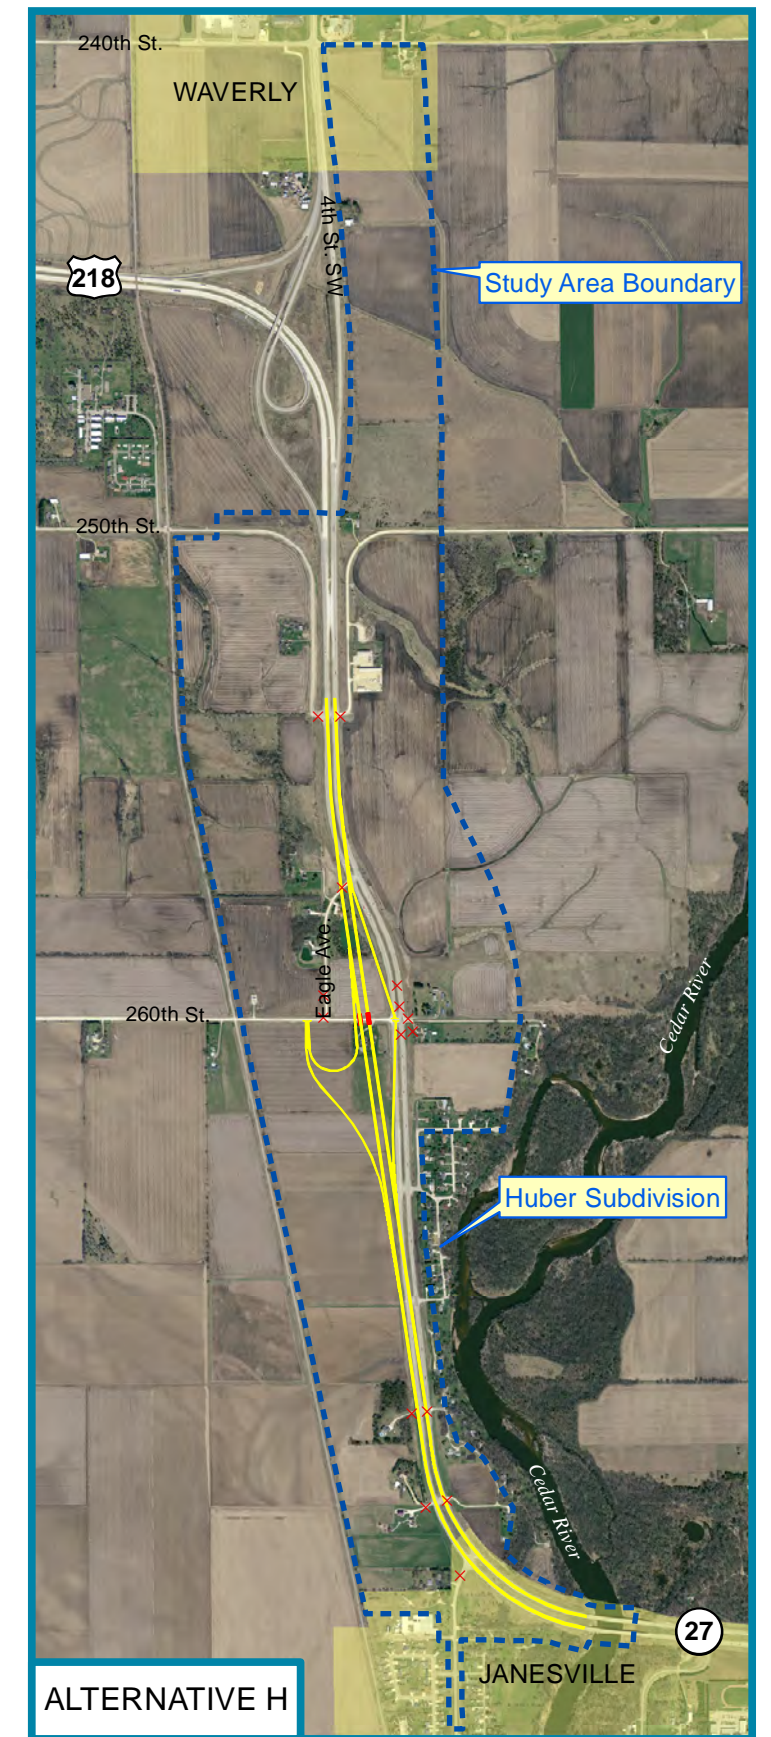 240th St.
WAVERLY
4th St. SW
218
Study Area Boundary
250th St.
Eagle Ave.
260th St.
Cedar River
Huber Subdivision
Cedar River
27
JANESVILLE
ALTERNATIVE H